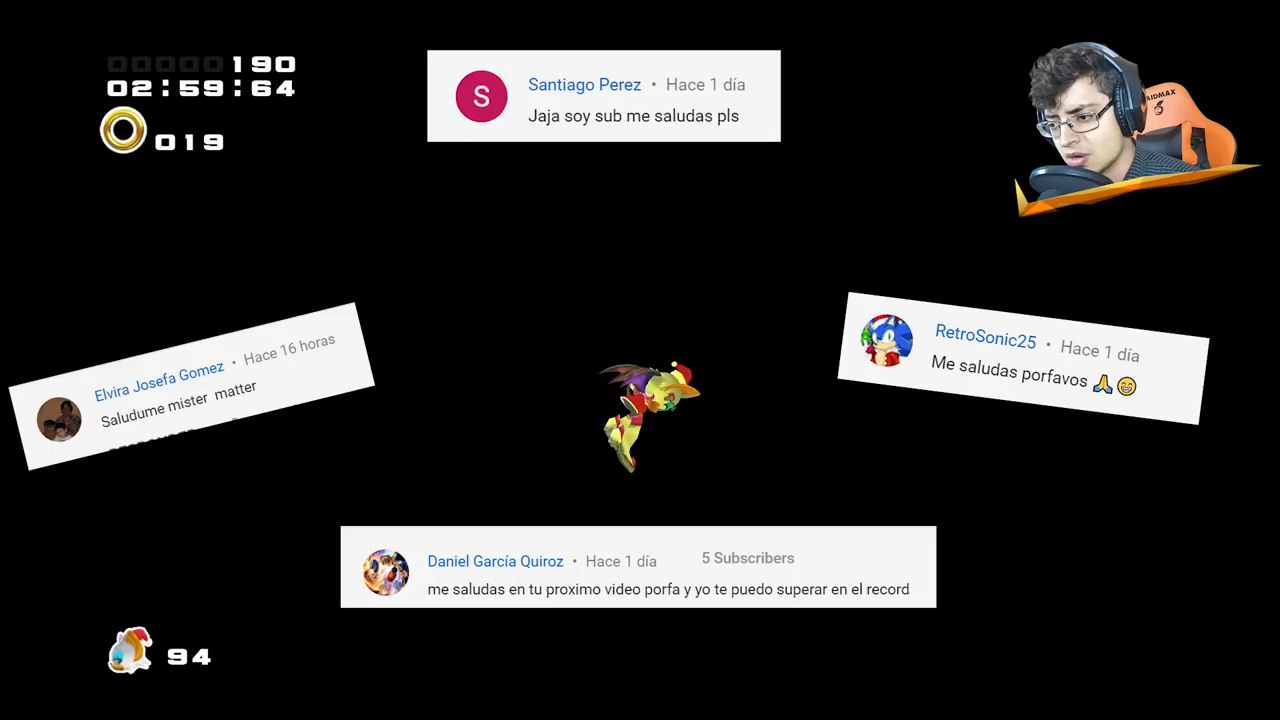 00000190
02:59:64
019
Santiago Perez • Hace 1 día
Jaja soy sub me saludas pls
S
AIDMAX
Elvira Josefa Gomez • Hace 16 horas
Saludume mister matter
RetroSonic25 • Hace 1 día
Me saludas porfavos 🙏😁
Daniel García Quiroz • Hace 1 día 5 Subscribers
me saludas en tu proximo video porfa y yo te puedo superar en el record
94